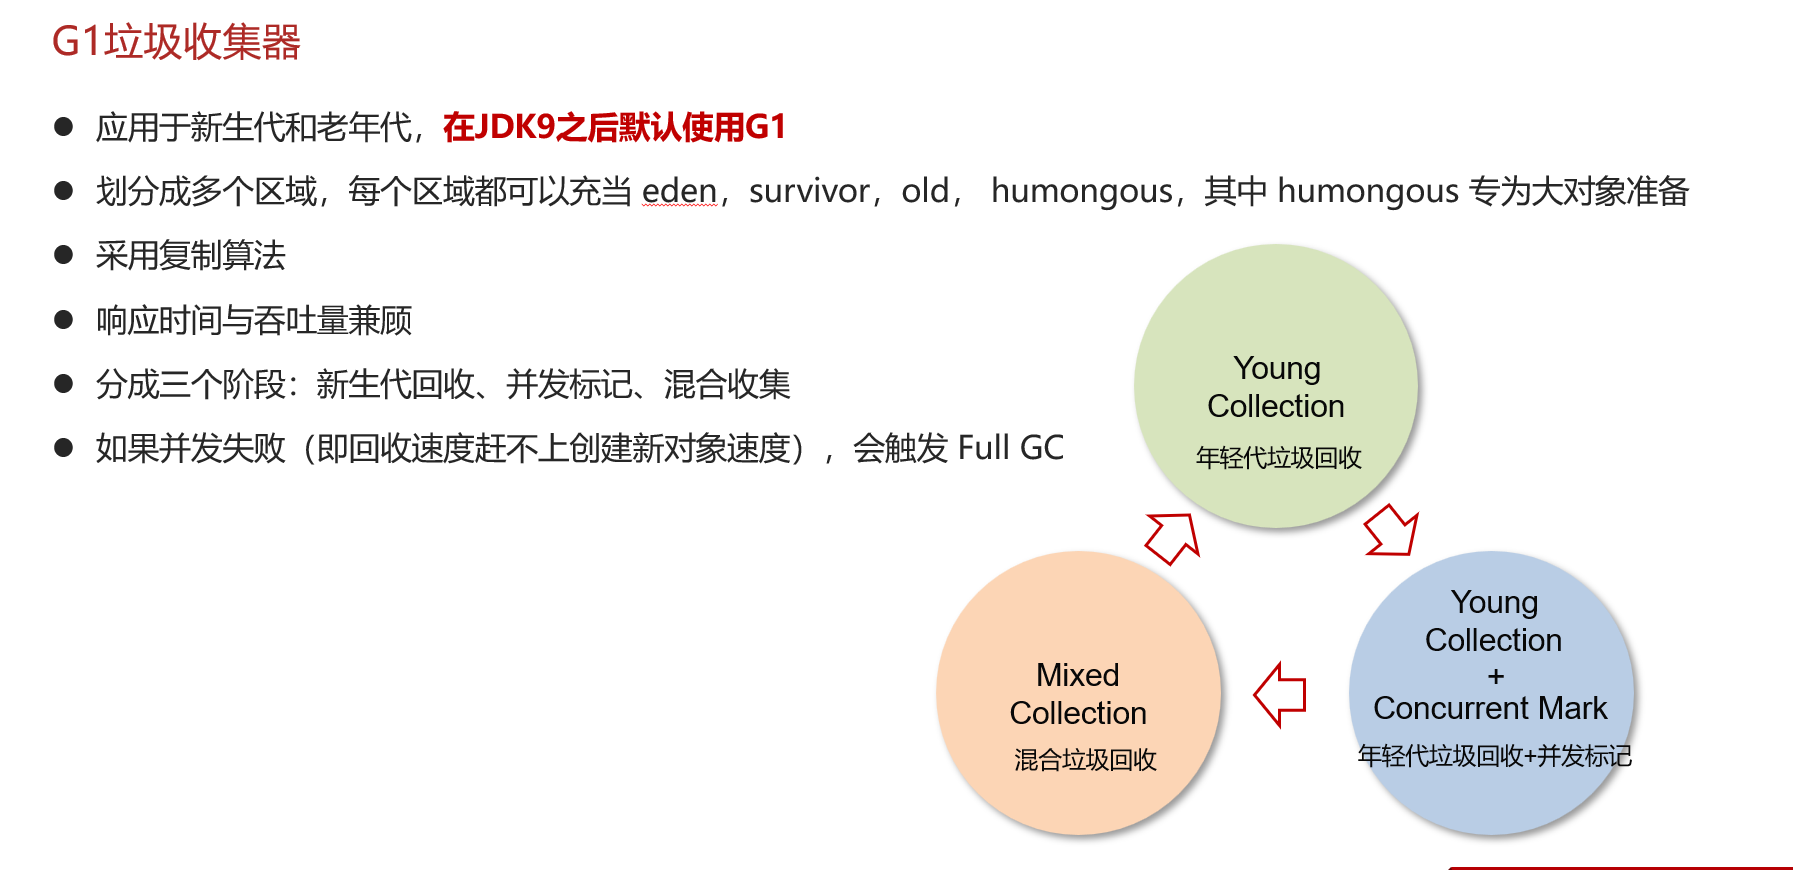 G1垃圾收集器
应用于新生代和老年代，在JDK9之后默认使用G1
划分成多个区域，每个区域都可以充当 eden，survivor，old， humongous，其中 humongous 专为大对象准备
采用复制算法
响应时间与吞吐量兼顾
分成三个阶段：新生代回收、并发标记、混合收集
如果并发失败（即回收速度赶不上创建新对象速度），会触发 Full GC
Young
Collection
年轻代垃圾回收
Young
Collection
+
Concurrent Mark
年轻代垃圾回收+并发标记
Mixed
Collection
混合垃圾回收